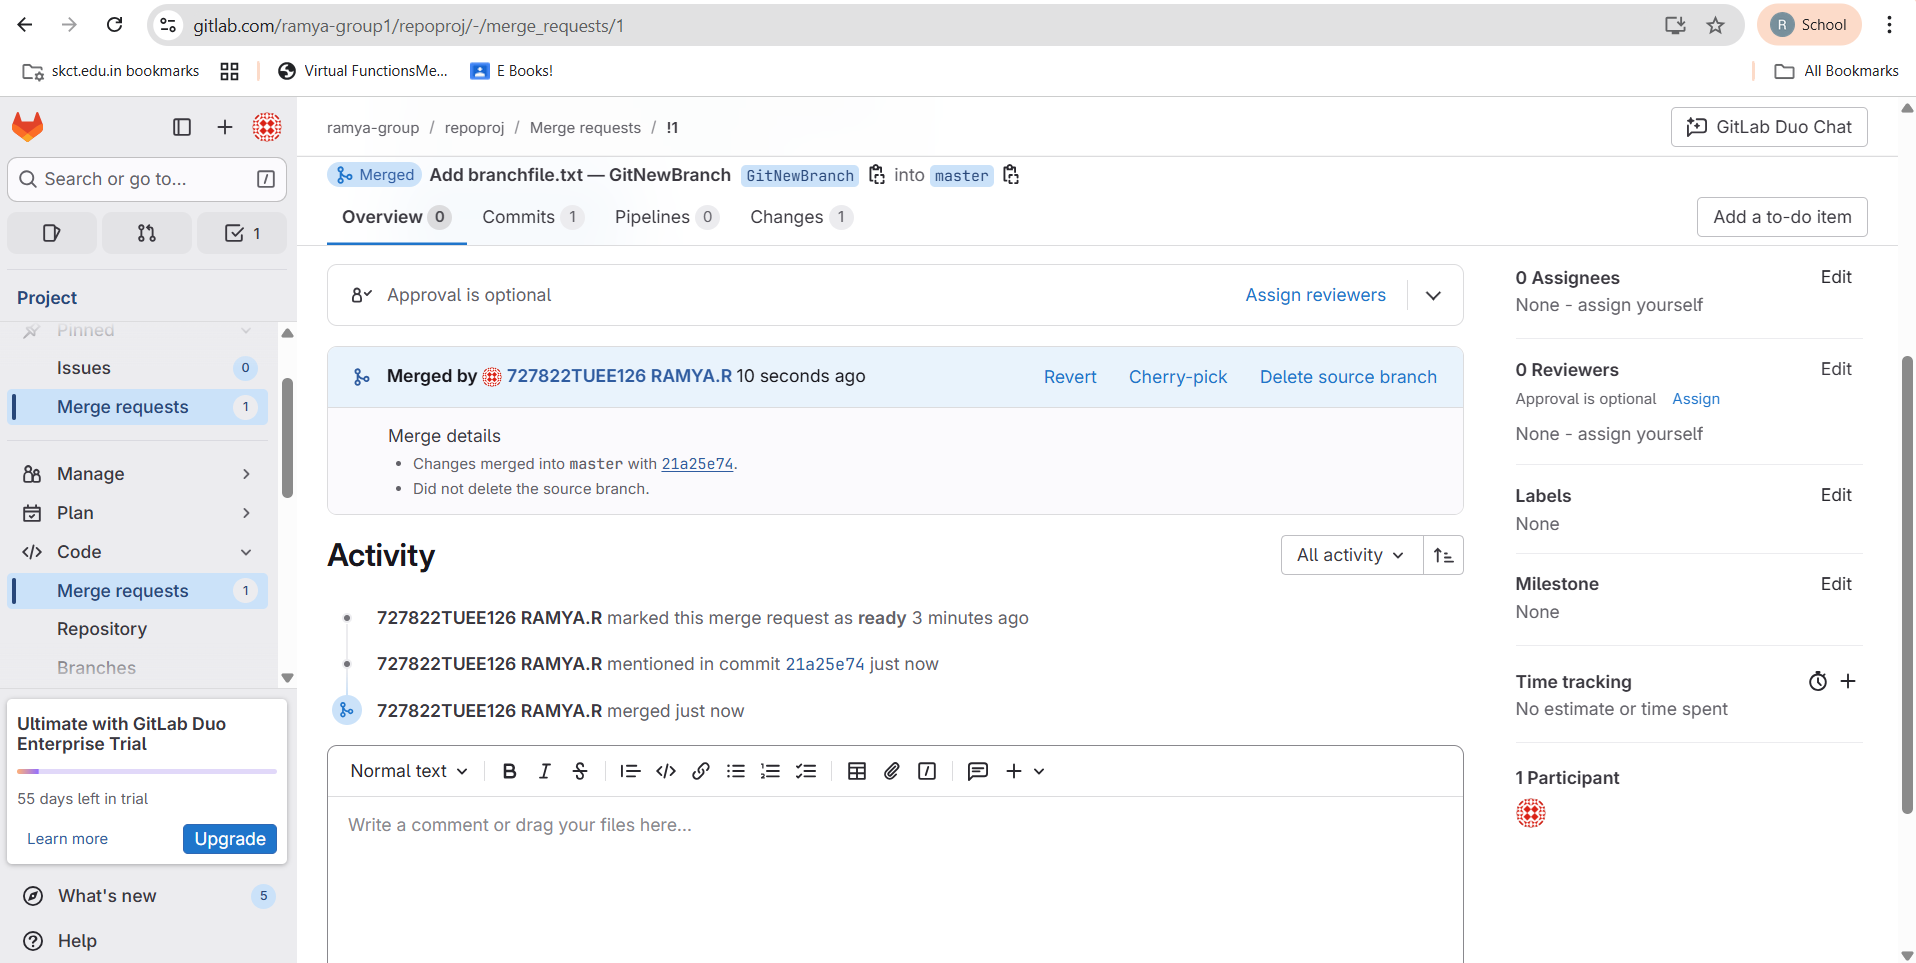 gitlab.com/ramya-group1/repoproj/-/merge_requests/1
R School
skct.edu.in bookmarks
Virtual FunctionsMe...
E Books!
All Bookmarks
ramya-group / repoproj / Merge requests / !1
GitLab Duo Chat
Search or go to...
/
1
Project
Pinned
Issues 0
Merge requests 1
Manage
Plan
Code
Merge requests 1
Repository
Branches
Ultimate with GitLab Duo
Enterprise Trial
55 days left in trial
Learn more
Upgrade
What's new 5
Help
Merged Add branchfile.txt — GitNewBranch GitNewBranch into master
Overview 0 Commits 1 Pipelines 0 Changes 1
Add a to-do item
Approval is optional
Assign reviewers
Merged by 727822TUEE126 RAMYA.R 10 seconds ago
Revert Cherry-pick Delete source branch
Merge details
• Changes merged into master with 21a25e74.
• Did not delete the source branch.
Activity
All activity
727822TUEE126 RAMYA.R marked this merge request as ready 3 minutes ago
727822TUEE126 RAMYA.R mentioned in commit 21a25e74 just now
727822TUEE126 RAMYA.R merged just now
Normal text
Write a comment or drag your files here...
0 Assignees Edit
None - assign yourself
0 Reviewers Edit
Approval is optional Assign
None - assign yourself
Labels Edit
None
Milestone Edit
None
Time tracking
No estimate or time spent
1 Participant